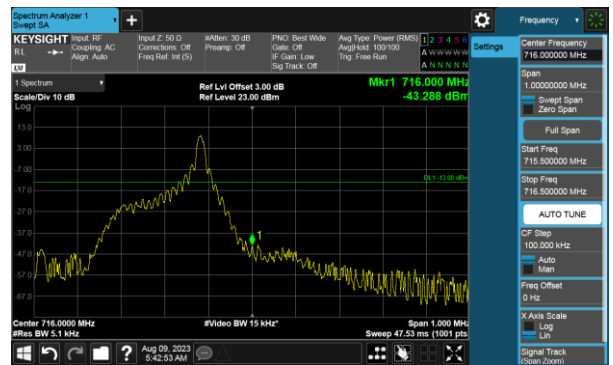 Spectrum Analyzer 1
Swept SA
Frequency
KEYSIGHT
RL
Input: RF
Coupling: AC
Align: Auto
Input Z: 50 Ω
Corrections: Off
Freq Ref: Int (S)
#Atten: 30 dB
Preamp: Off
PNO: Best Wide
Gate: Off
IF Gain: Low
Sig Track: Off
Avg Type: Power (RMS)
Avg|Hold: 100/100
Trig: Free Run
1 2 3 4 5 6
A W W W W W
A N N N N N
LW
1 Spectrum
Scale/Div 10 dB
Log
Ref Lvl Offset 3.00 dB
Ref Level 23.00 dBm
Mkr1 716.000 MHz
-43.288 dBm
13.0
3.00
-7.00
-17.0
-27.0
-37.0
-47.0
-57.0
-67.0
DL1 -13.00 dBm
1
Center 716.0000 MHz
#Res BW 5.1 kHz
#Video BW 15 kHz*
Span 1.000 MHz
Sweep 47.53 ms (1001 pts
Aug 09, 2023
5:42:53 AM
Settings
Center Frequency
716.000000 MHz
Span
1.00000000 MHz
Swept Span
Zero Span
Full Span
Start Freq
715.500000 MHz
Stop Freq
716.500000 MHz
AUTO TUNE
CF Step
100.000 kHz
Auto
Man
Freq Offset
0 Hz
X Axis Scale
Log
Lin
Signal Track
(Span Zoom)